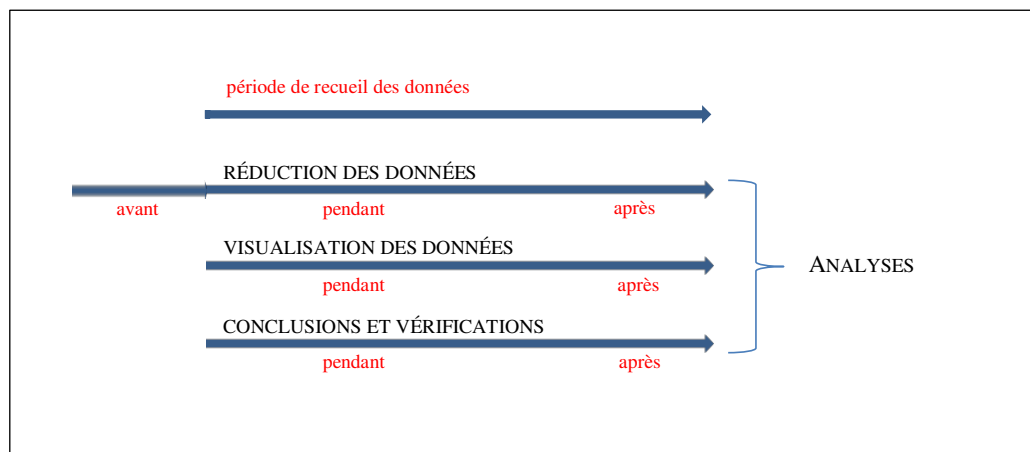 période de recueil des données
RÉDUCTION DES DONNÉES
avant pendant après
VISUALISATION DES DONNÉES
pendant après
ANALYSES
CONCLUSIONS ET VÉRIFICATIONS
pendant après